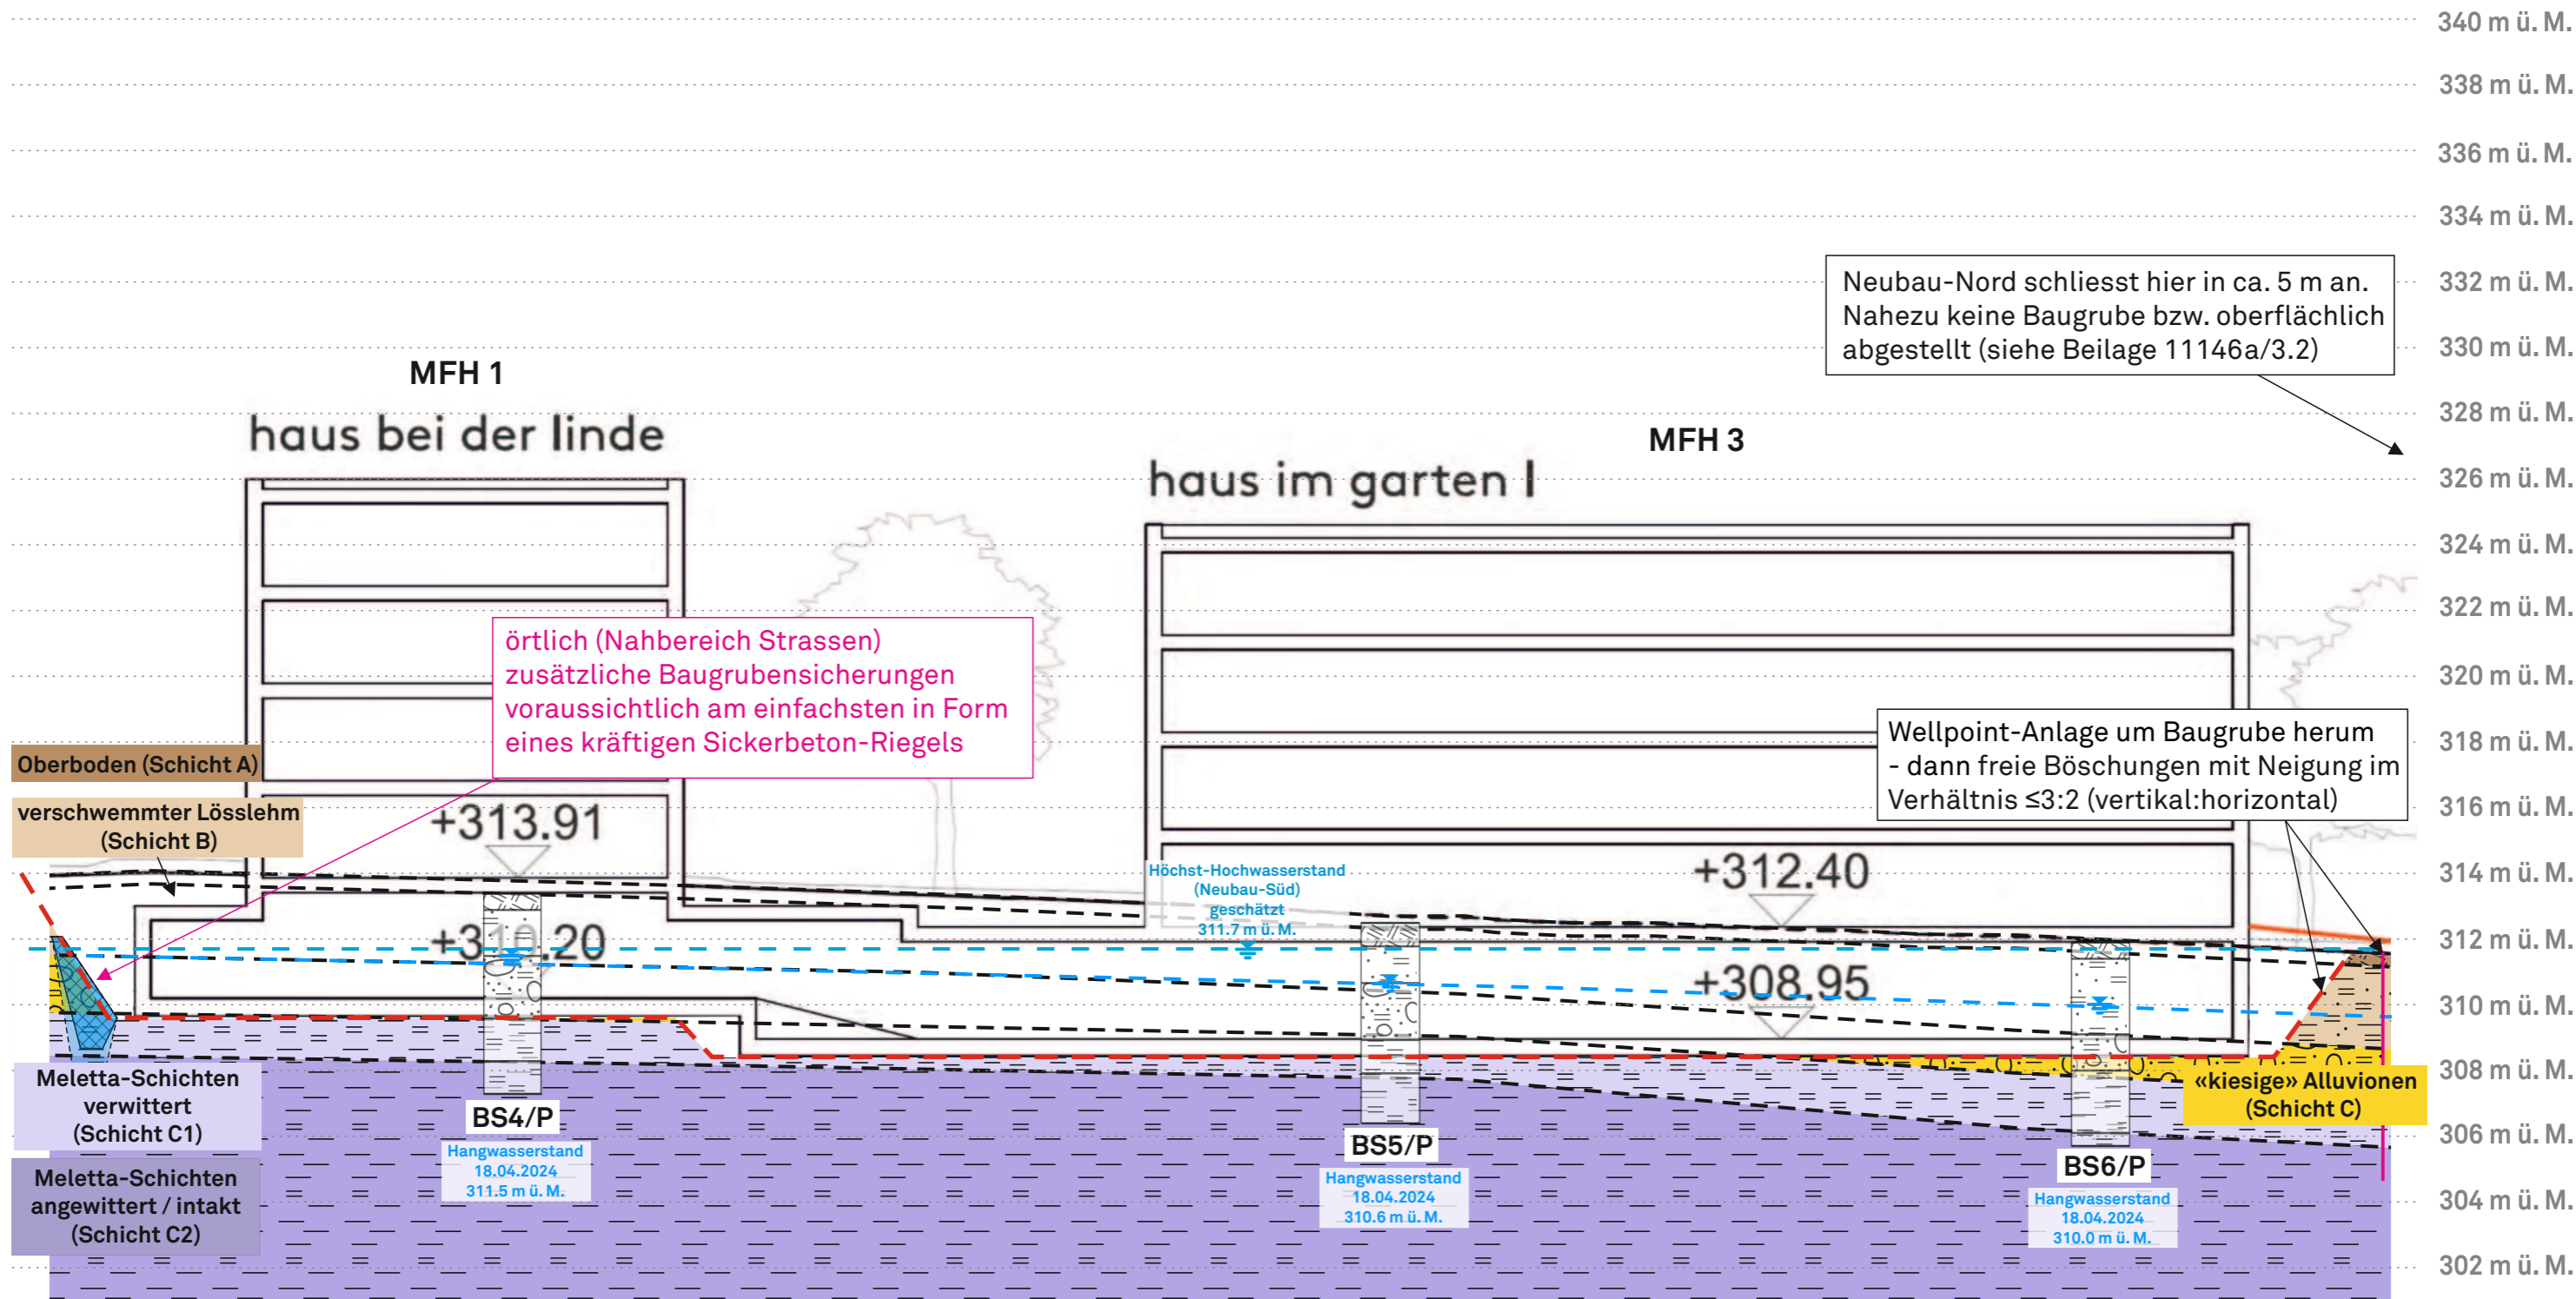 340 m ü. M.
338 m ü. M.
336 m ü. M.
334 m ü. M.
332 m ü. M.
330 m ü. M.
328 m ü. M.
326 m ü. M.
324 m ü. M.
322 m ü. M.
320 m ü. M.
318 m ü. M.
316 m ü. M.
314 m ü. M.
312 m ü. M.
310 m ü. M.
308 m ü. M.
306 m ü. M.
304 m ü. M.
302 m ü. M.
Neubau-Nord schliesst hier in ca. 5 m an.
Nahezu keine Baugrube bzw. oberflächlich
abgestellt (siehe Beilage 11146a/3.2)
MFH 1
haus bei der linde
MFH 3
haus im garten I
örtlich (Nahbereich Strassen)
zusätzliche Baugrubensicherungen
voraussichtlich am einfachsten in Form
eines kräftigen Sickerbeton-Riegels
Wellpoint-Anlage um Baugrube herum
- dann freie Böschungen mit Neigung im
Verhältnis ≤3:2 (vertikal:horizontal)
Oberboden (Schicht A)
verschwemmter Lösslehm
(Schicht B)
+313.91
+310.20
Höchst-Hochwasserstand
(Neubau-Süd)
geschätzt
311.7 m ü. M.
+312.40
+308.95
Meletta-Schichten
verwittert
(Schicht C1)
Meletta-Schichten
angewittert / intakt
(Schicht C2)
«kiesige» Alluvionen
(Schicht C)
BS4/P
Hangwasserstand
18.04.2024
311.5 m ü. M.
BS5/P
Hangwasserstand
18.04.2024
310.6 m ü. M.
BS6/P
Hangwasserstand
18.04.2024
310.0 m ü. M.